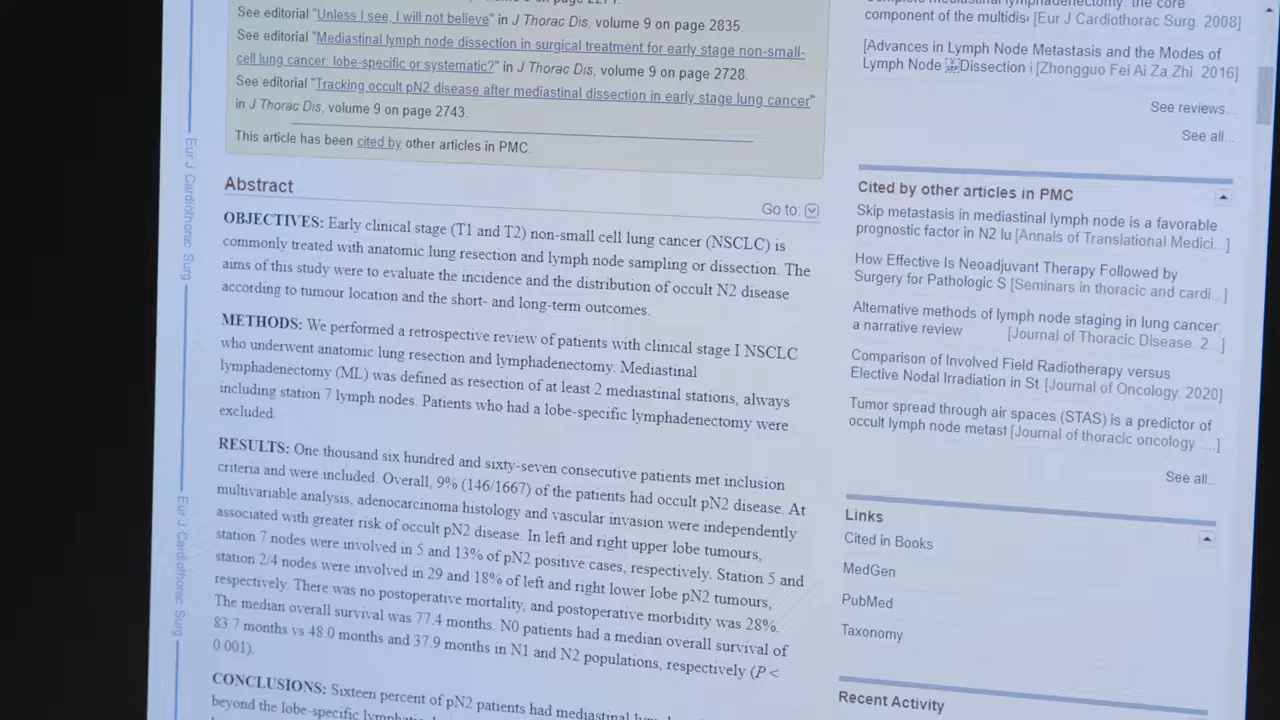 See editorial "Unless I see, I will not believe" in J Thorac Dis, volume 9 on page 2835.
See editorial "Mediastinal lymph node dissection in surgical treatment for early stage non-small-
cell lung cancer: lobe-specific or systematic?" in J Thorac Dis, volume 9 on page 2728.
See editorial "Tracking occult pN2 disease after mediastinal dissection in early stage lung cancer"
in J Thorac Dis, volume 9 on page 2743.
This article has been cited by other articles in PMC.
Abstract
Go to:
OBJECTIVES: Early clinical stage (T1 and T2) non-small cell lung cancer (NSCLC) is
commonly treated with anatomic lung resection and lymph node sampling or dissection. The
aims of this study were to evaluate the incidence and the distribution of occult N2 disease
according to tumour location and the short- and long-term outcomes.
METHODS: We performed a retrospective review of patients with clinical stage I NSCLC
who underwent anatomic lung resection and lymphadenectomy. Mediastinal
lymphadenectomy (ML) was defined as resection of at least 2 mediastinal stations, always
including station 7 lymph nodes. Patients who had a lobe-specific lymphadenectomy were
excluded.
RESULTS: One thousand six hundred and sixty-seven consecutive patients met inclusion
criteria and were included. Overall, 9% (146/1667) of the patients had occult pN2 disease. At
multivariable analysis, adenocarcinoma histology and vascular invasion were independently
associated with greater risk of occult pN2 disease. In left and right upper lobe tumours,
station 7 nodes were involved in 5 and 13% of pN2 positive cases, respectively. Station 5 and
station 2/4 nodes were involved in 29 and 18% of left and right lower lobe pN2 tumours,
respectively. There was no postoperative mortality, and postoperative morbidity was 28%.
The median overall survival was 77.4 months. N0 patients had a median overall survival of
83.7 months vs 48.0 months and 37.9 months in N1 and N2 populations, respectively (P <
0.001).
CONCLUSIONS: Sixteen percent of pN2 patients had mediastinal
beyond the lobe-specific
Eur J Cardiothorac Surg
Eur J Cardiothorac Surg
component of the multidis [Eur J Cardiothorac Surg. 2008]
[Advances in Lymph Node Metastasis and the Modes of
Lymph Node Dissection i [Zhongguo Fei Ai Za Zhi. 2016]
See reviews...
See all...
Cited by other articles in PMC
Skip metastasis in mediastinal lymph node is a favorable
prognostic factor in N2 lu [Annals of Translational Medici...]
How Effective Is Neoadjuvant Therapy Followed by
Surgery for Pathologic S [Seminars in thoracic and cardi...]
Alternative methods of lymph node staging in lung cancer:
a narrative review [Journal of Thoracic Disease. 2...]
Comparison of Involved Field Radiotherapy versus
Elective Nodal Irradiation in St [Journal of Oncology. 2020]
Tumor spread through air spaces (STAS) is a predictor of
occult lymph node metast [Journal of thoracic oncology ....]
See all...
Links
Cited in Books
MedGen
PubMed
Taxonomy
Recent Activity